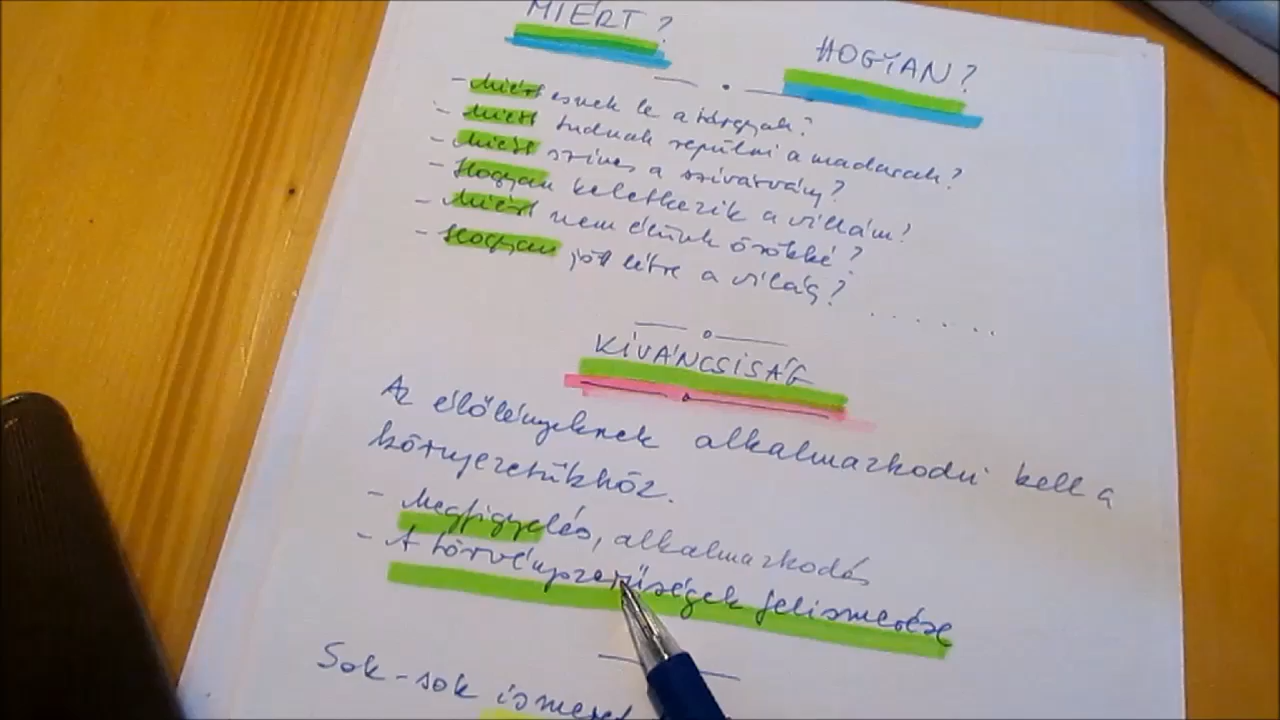 MIÉRT?
HOGYAN?
- Miért esnek le a tárgyak?
- Miért tudnak repülni a madarak?
- Miért színes a szivárvány?
- Hogyan keletkezik a villám?
- Miért nem élünk örökké?
- Hogyan jött létre a világ? .......
KÍVÁNCSISÁG
Az élőlényeknek alkalmazkodni kell a
környezetükhöz.
- Megfigyelés, alkalmazkodás
- A törvényszerűségek felismerése
Sok-sok ismeret